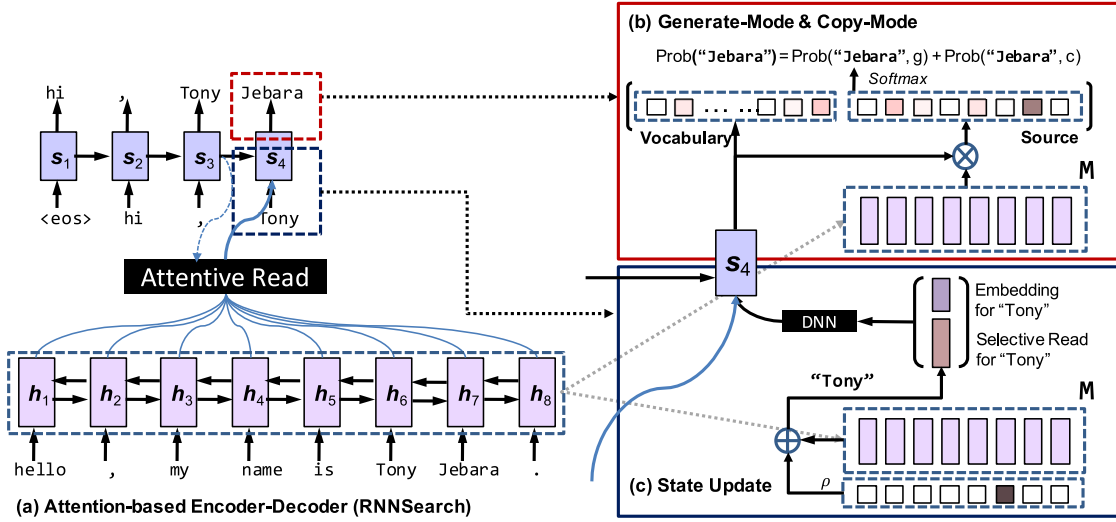 hi , Tony Jebara
s1 s2 s3 s4
<eos> hi , Tony
Attentive Read
h1 h2 h3 h4 h5 h6 h7 h8
hello , my name is Tony Jebara .
(a) Attention-based Encoder-Decoder (RNNSearch)
(b) Generate-Mode & Copy-Mode
Prob("Jebara") = Prob("Jebara", g) + Prob("Jebara", c)
Softmax
... ...
Vocabulary Source
M
s4
DNN
Embedding
for "Tony"
Selective Read
for "Tony"
"Tony"
M
ρ
(c) State Update